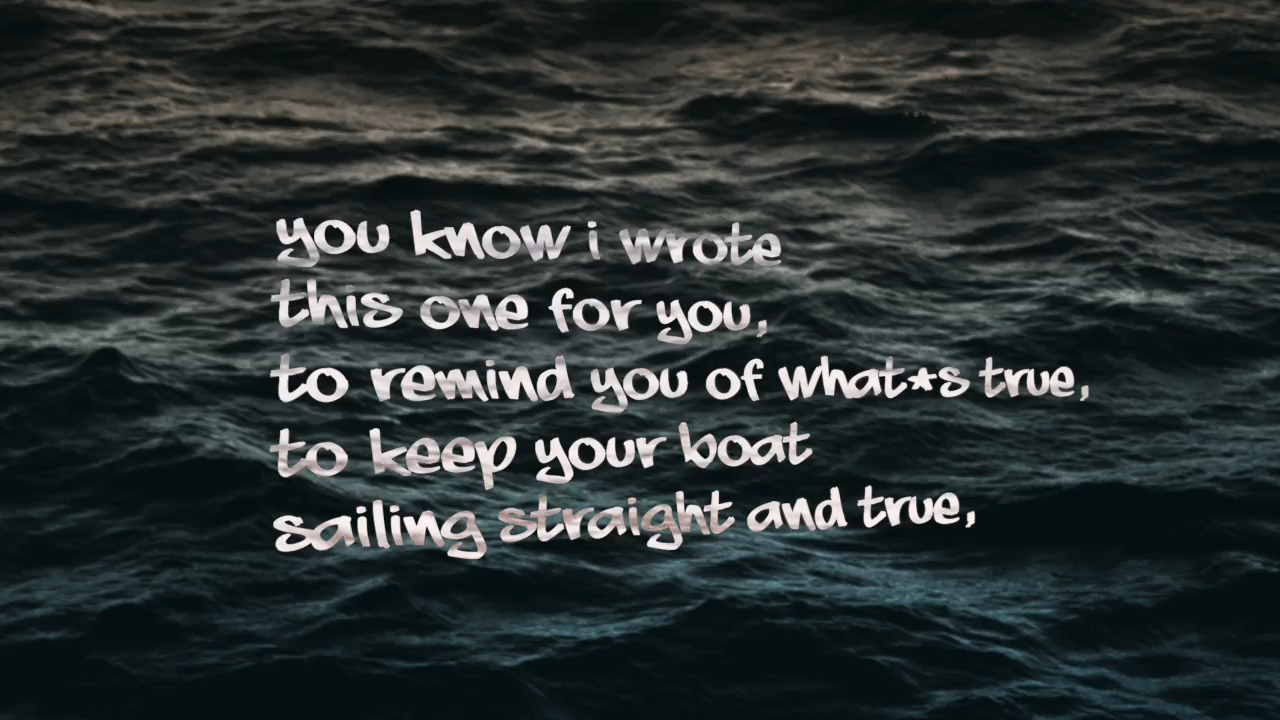 you know i wrote
this one for you,
to remind you of what*s true,
to keep your boat
sailing straight and true,